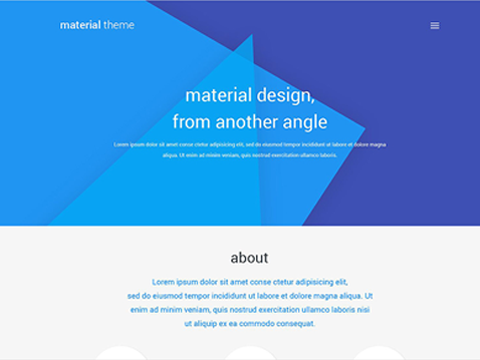 material theme
material design,
from another angle
Lorem ipsum dolor sit amet conse ctetur adipisicing elit, sed do eiusmod tempor incididunt ut labore et dolore magna
aliqua. Ut enim ad minim veniam, quis nostrud exercitation ullamco laboris.
about
Lorem ipsum dolor sit amet conse ctetur adipisicing elit,
sed do eiusmod tempor incididunt ut labore et dolore magna aliqua. Ut
enim ad minim veniam, quis nostrud exercitation ullamco laboris nisi
ut aliquip ex ea commodo consequat.